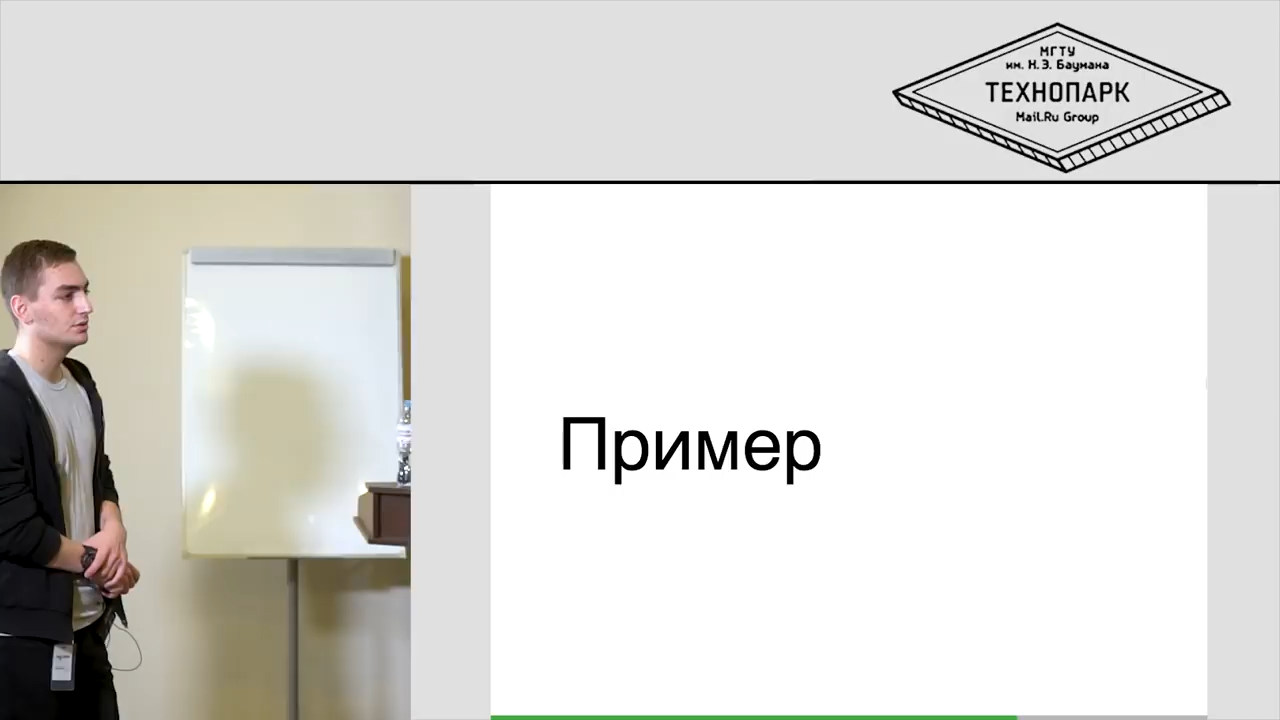 МГТУ
им. Н.Э. Баумана
ТЕХНОПАРК
Mail.Ru Group
Пример